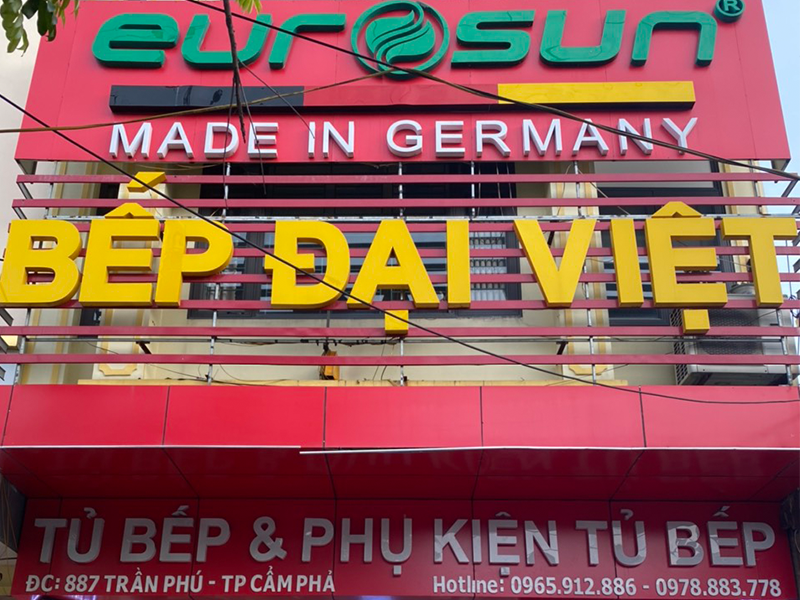 eurosun®
MADE IN GERMANY
BẾP ĐẠI VIỆT
TỦ BẾP & PHỤ KIỆN TỦ BẾP
ĐC: 887 TRẦN PHÚ - TP CẨM PHẢ Hotline: 0965.912.886 - 0978.883.778